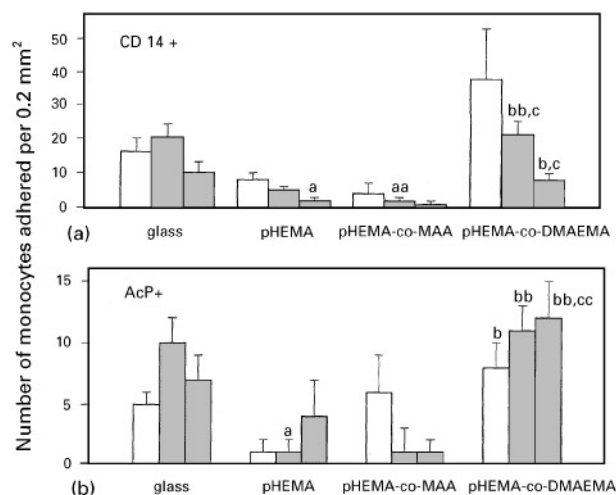 Number of monocytes adhered per 0.2 mm²
CD 14 +
50
40
30
20
10
0
a
aa
bb,c
b,c
(a)
glass pHEMA pHEMA-co-MAA pHEMA-co-DMAEMA
AcP+
15
10
5
0
a
b
bb
bb,cc
(b)
glass pHEMA pHEMA-co-MAA pHEMA-co-DMAEMA